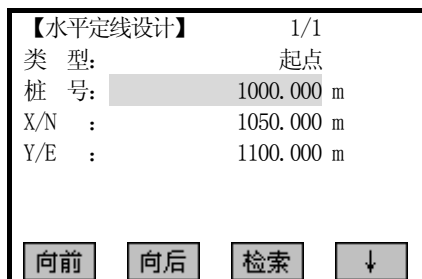 【水平定线设计】 1/1
类 型: 起点
桩 号: 1000.000 m
X/N : 1050.000 m
Y/E : 1100.000 m
向前 向后 检索 ↓